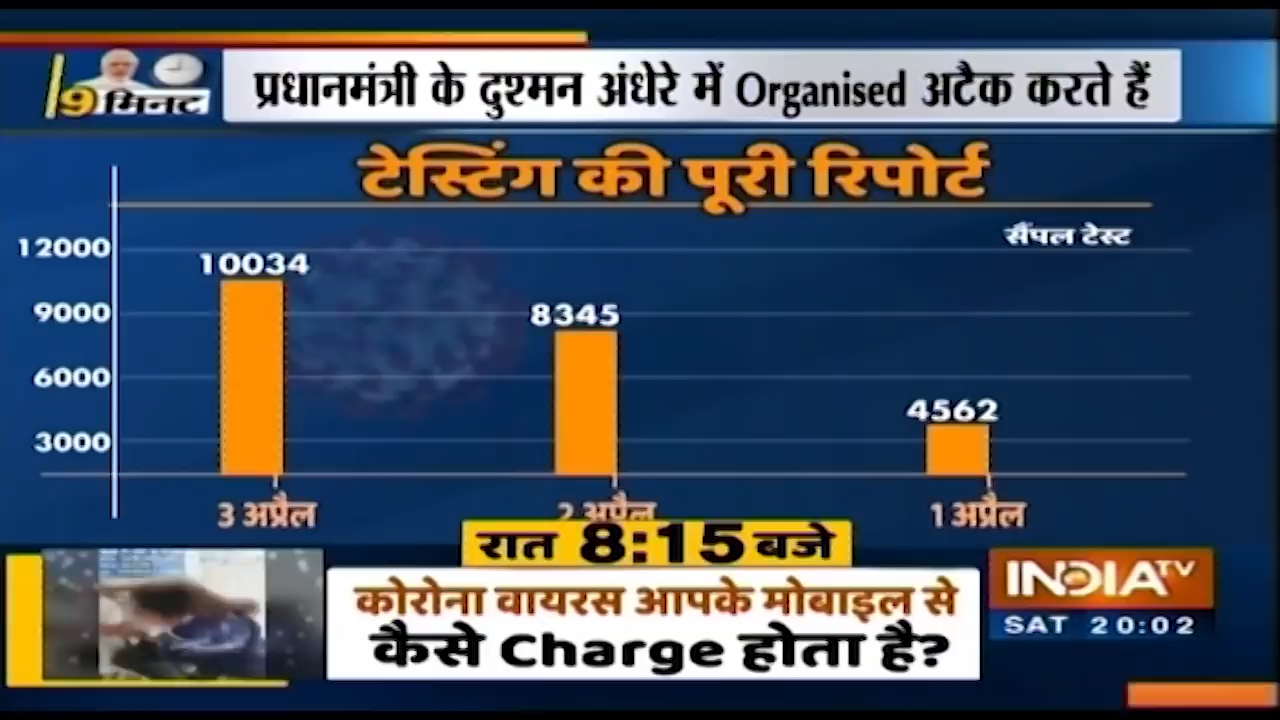 9 मिनट
प्रधानमंत्री के दुश्मन अंधेरे में Organised अटैक करते हैं
टेस्टिंग की पूरी रिपोर्ट
सैंपल टेस्ट
12000
9000
6000
3000
10034
8345
4562
3 अप्रैल
2 अप्रैल
1 अप्रैल
रात 8:15 बजे
कोरोना वायरस आपके मोबाइल से
कैसे Charge होता है?
INDIA TV
SAT 20:02